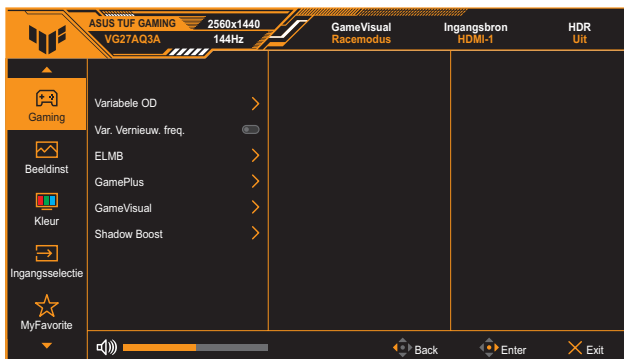 ASUS TUF GAMING 2560x1440
VG27AQ3A 144Hz
GameVisual
Racemodus
Ingangsbron
HDMI-1
HDR
Uit
Gaming
Beeldinst
Kleur
Ingangsselectie
MyFavorite
Variabele OD
Var. Vernieuw. freq.
ELMB
GamePlus
GameVisual
Shadow Boost
Back
Enter
Exit